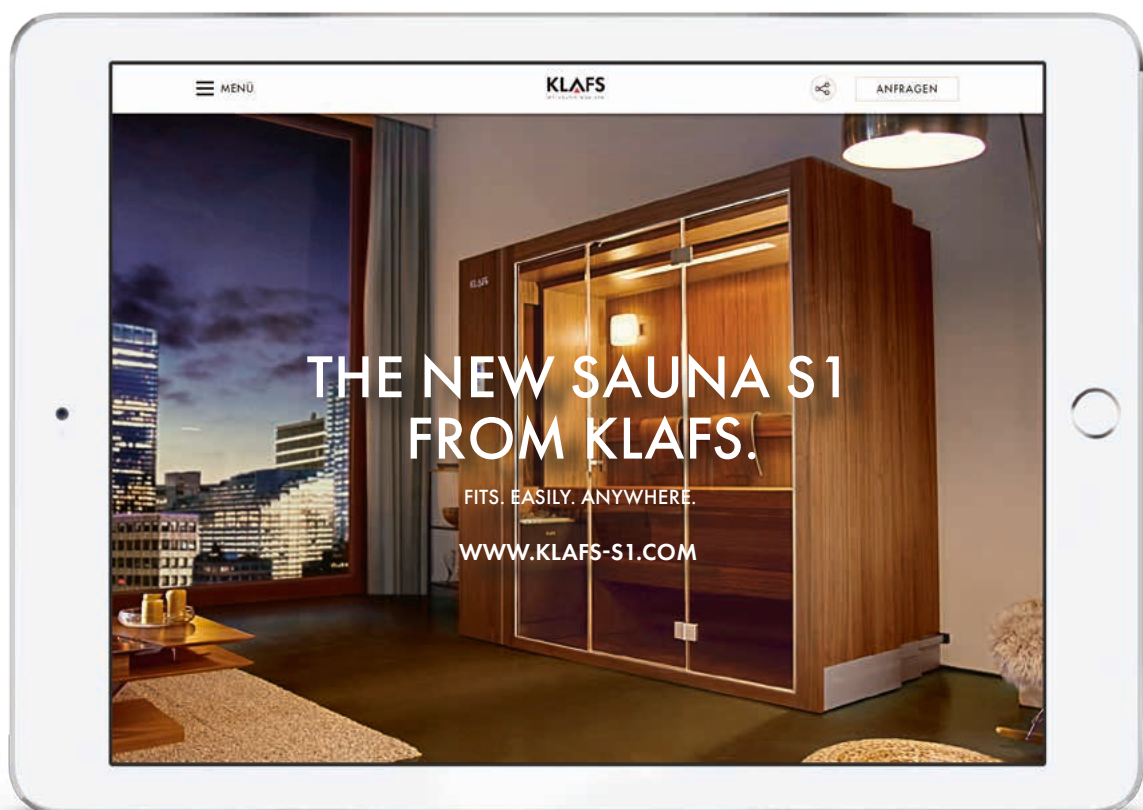 MENÜ
KLAFS
ANFRAGEN
KLAFS
THE NEW SAUNA S1
FROM KLAFS.
FITS. EASILY. ANYWHERE.
WWW.KLAFS-S1.COM